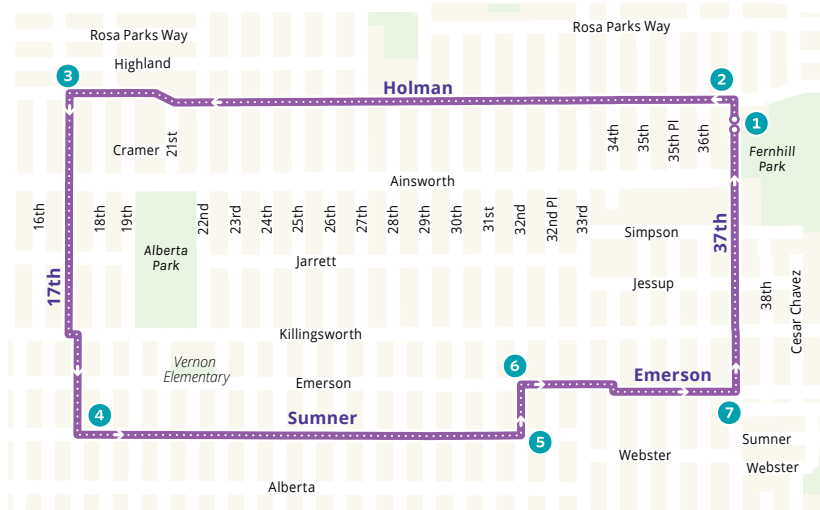 Rosa Parks Way
Rosa Parks Way
Highland
3
2
Holman
1
34th
35th
35th Pl
36th
Cramer
21st
Fernhill
Park
Ainsworth
16th
18th
19th
22nd
23rd
24th
25th
26th
27th
28th
29th
30th
31st
32nd
32nd Pl
33rd
37th
Simpson
Alberta
Park
Jarrett
17th
Jessup
38th
Cesar Chavez
Killingsworth
Vernon
Elementary
6
Emerson
Emerson
4
Sumner
7
5
Sumner
Webster
Webster
Alberta